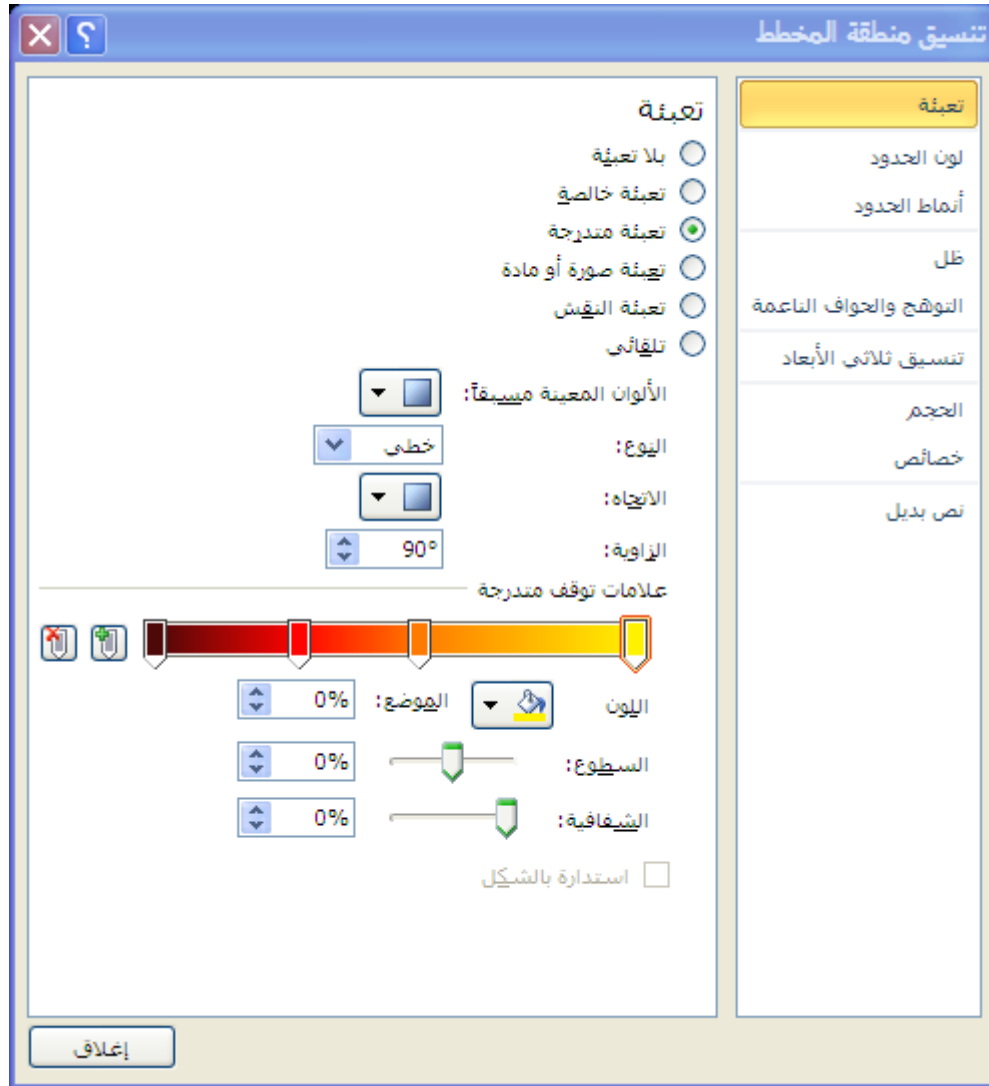 تنسيق منطقة المخطط
تعبئة
لون الحدود
أنماط الحدود
ظل
التوهج والحواف الناعمة
تنسيق ثلاثي الأبعاد
الحجم
خصائص
نص بديل
تعبئة
بلا تعبئة
تعبئة خالصة
تعبئة متدرجة
تعبئة صورة أو مادة
تعبئة النقش
تلقائي
الألوان المعينة مسبقاً:
النوع: خطي
الاتجاه:
الزاوية: 90°
علامات توقف متدرجة
اللون الموضع: 0%
السطوع: 0%
الشفافية: 0%
استدارة بالشكل
إغلاق